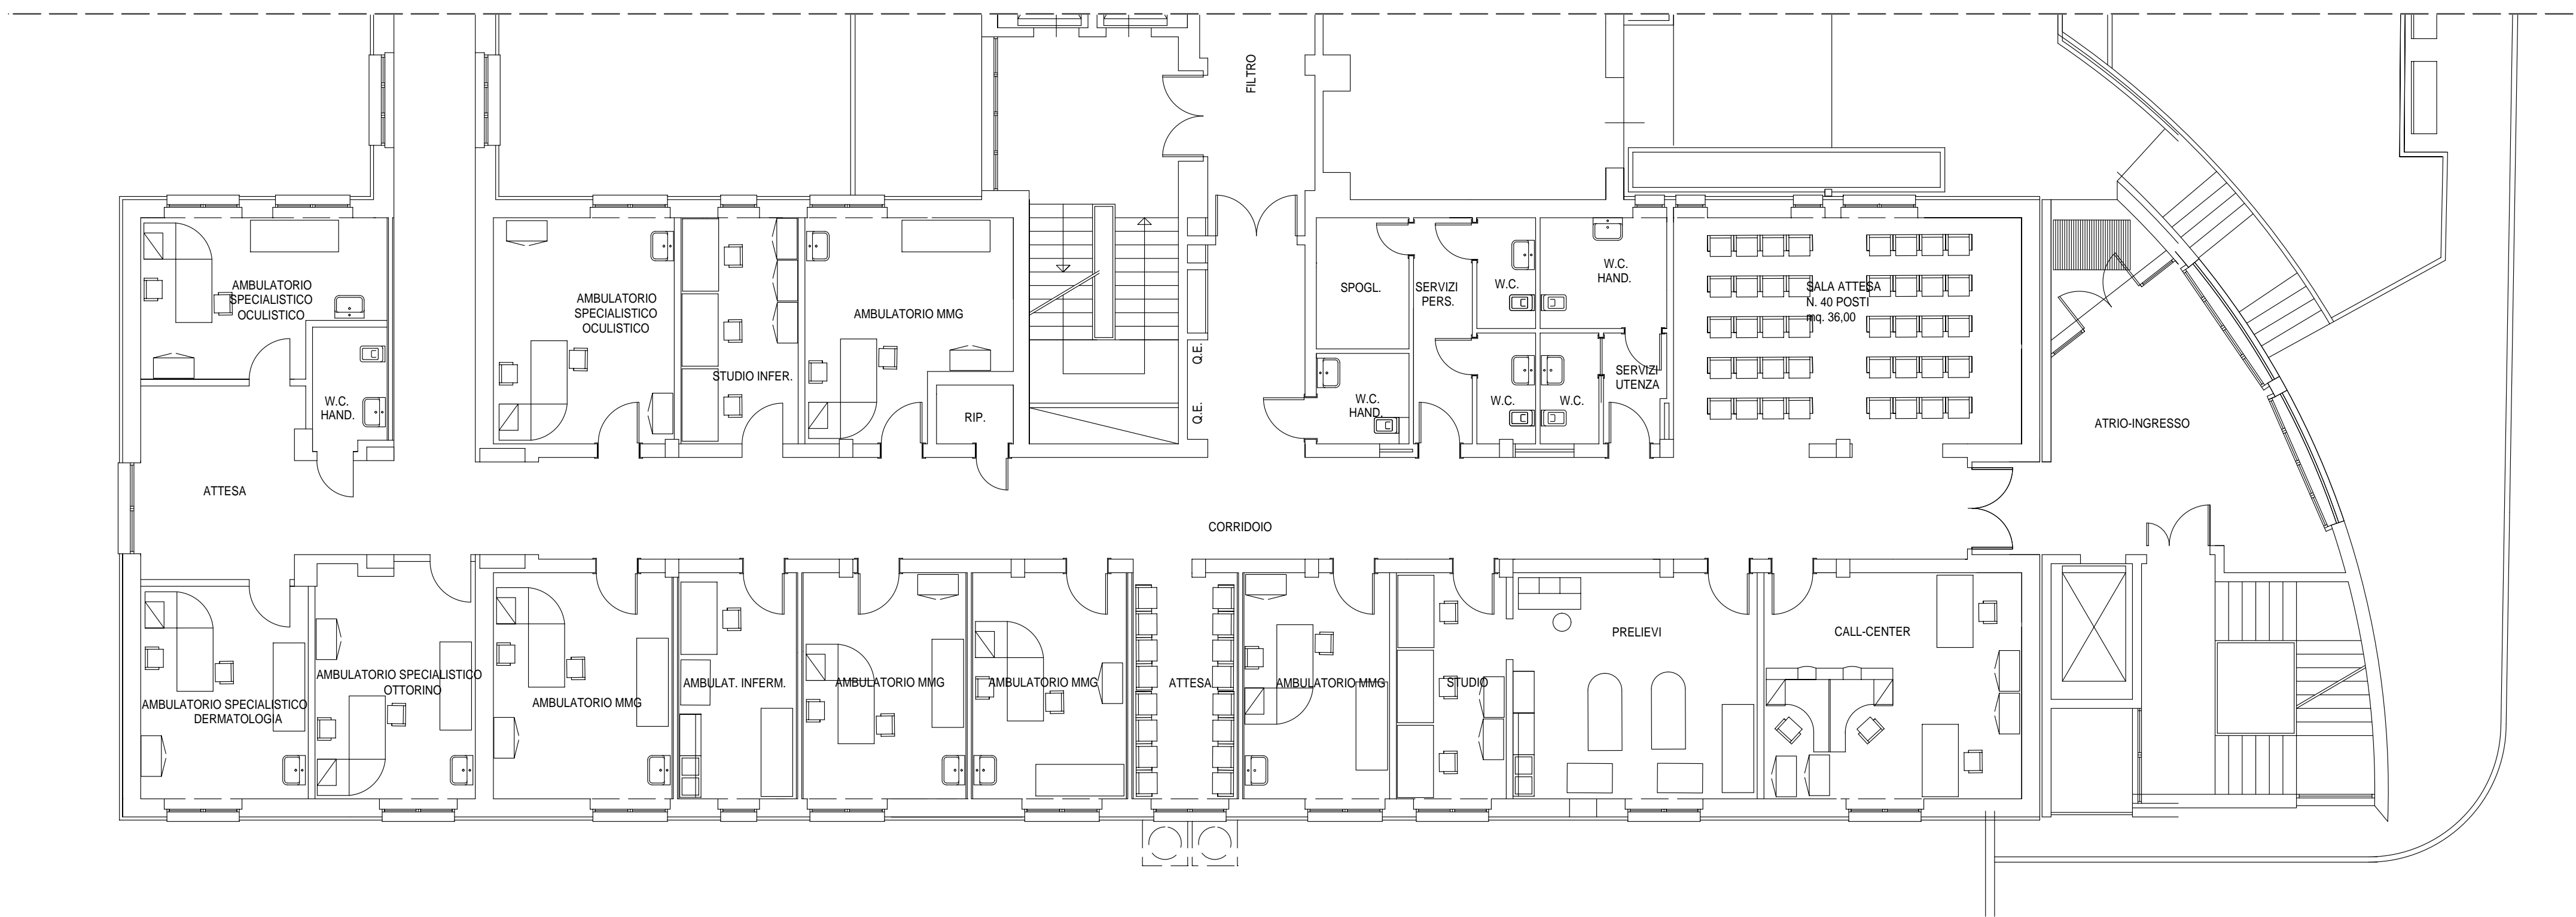 FILTRO
AMBULATORIO
SPECIALISTICO
OCULISTICO
W.C.
HAND.
ATTESA
AMBULATORIO
SPECIALISTICO
OCULISTICO
STUDIO INFER.
AMBULATORIO MMG
RIP.
Q.E.
Q.E.
SPOGL.
W.C.
HAND.
SERVIZI
PERS.
W.C.
W.C.
W.C.
HAND.
W.C.
SERVIZI
UTENZA
SALA ATTESA
N. 40 POSTI
mq. 36,00
ATRIO-INGRESSO
CORRIDOIO
AMBULATORIO SPECIALISTICO
DERMATOLOGIA
AMBULATORIO SPECIALISTICO
OTTORINO
AMBULATORIO MMG
AMBULAT. INFERM.
AMBULATORIO MMG
AMBULATORIO MMG
ATTESA
AMBULATORIO MMG
STUDIO
PRELIEVI
CALL-CENTER